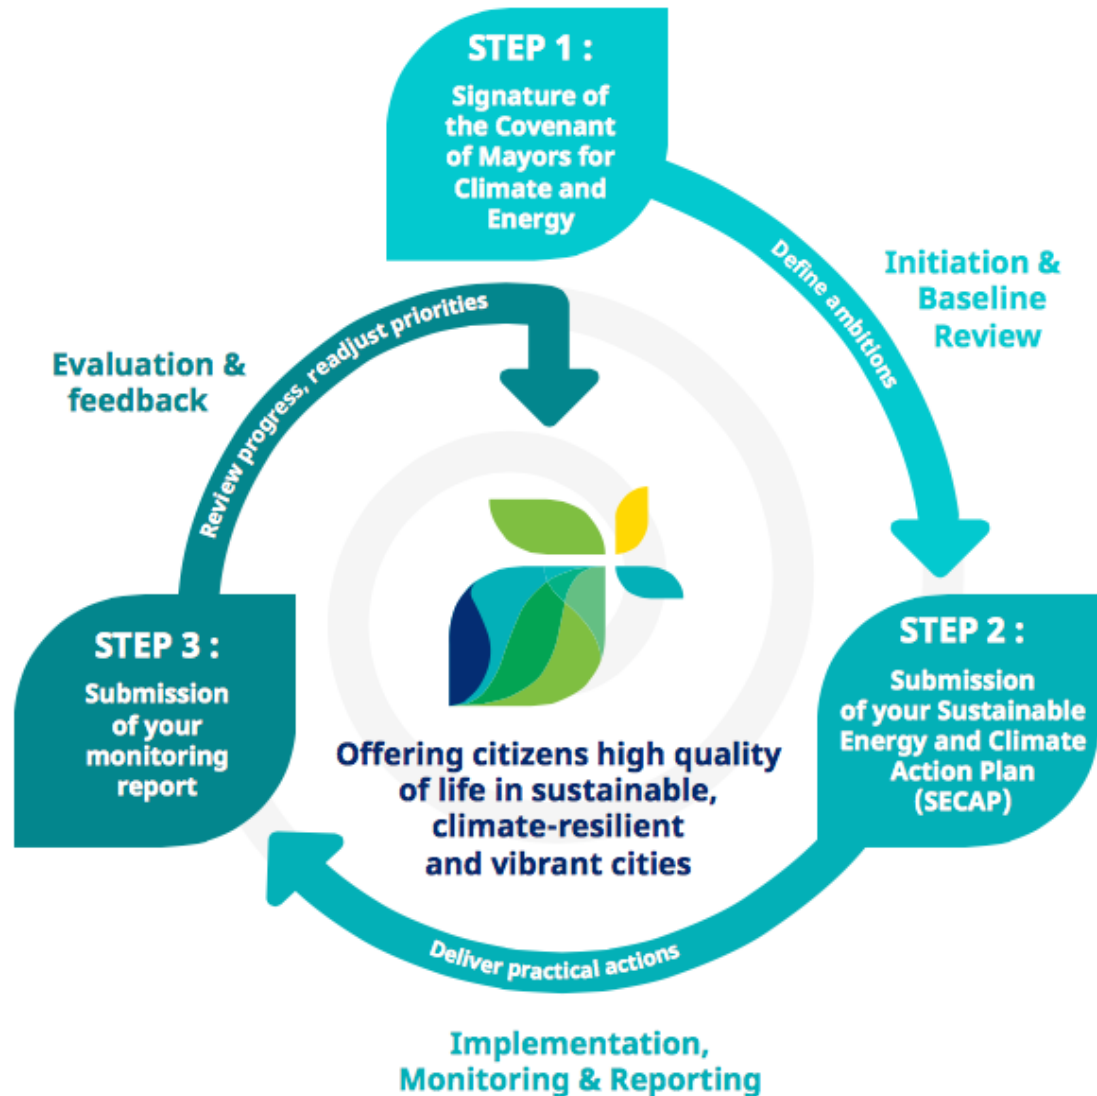 STEP 1 :
Signature of
the Covenant
of Mayors for
Climate and
Energy
Define ambitions
Initiation &
Baseline
Review
STEP 2 :
Submission
of your Sustainable
Energy and Climate
Action Plan
(SECAP)
Deliver practical actions
Implementation,
Monitoring & Reporting
STEP 3 :
Submission
of your
monitoring
report
Review progress, readjust priorities
Evaluation &
feedback
Offering citizens high quality
of life in sustainable,
climate-resilient
and vibrant cities